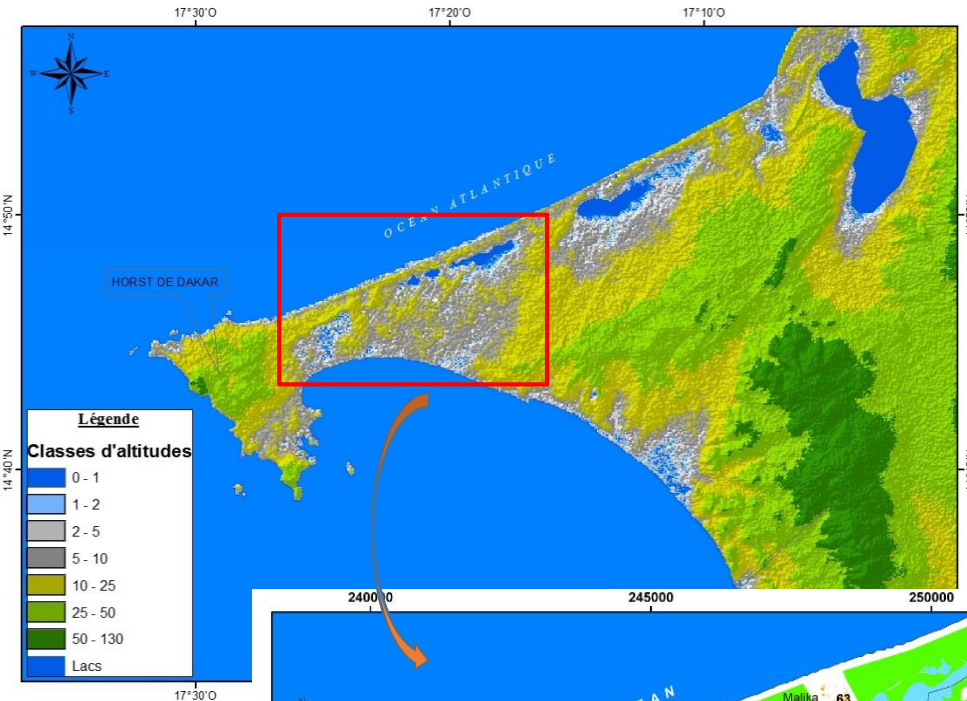 17°30'O 17°20'O 17°10'O
N
W E
S
14°50'N
OCEAN ATLANTIQUE
HORST DE DAKAR
Légende
Classes d'altitudes
0 - 1
1 - 2
2 - 5
5 - 10
10 - 25
25 - 50
50 - 130
Lacs
14°40'N
17°30'O
240000 245000 250000
Malika 63